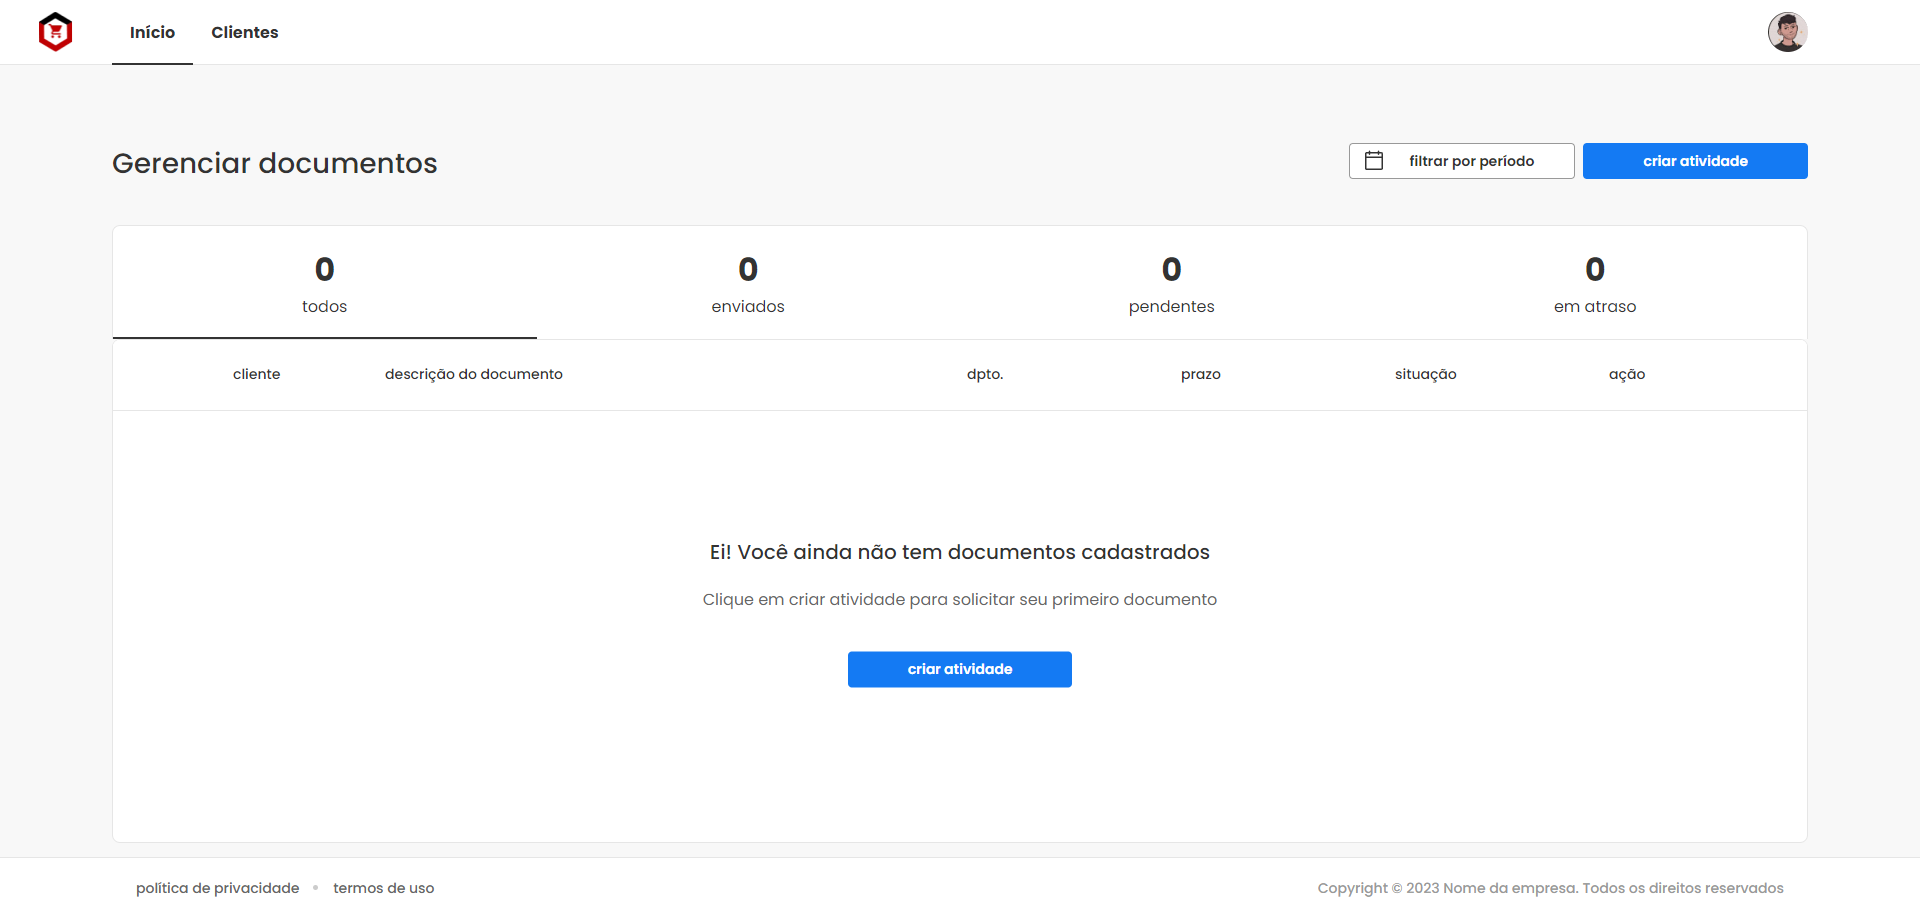 Início Clientes
Gerenciar documentos
filtrar por período criar atividade
0 0 0 0
todos enviados pendentes em atraso
cliente descrição do documento dpto. prazo situação ação
Ei! Você ainda não tem documentos cadastrados
Clique em criar atividade para solicitar seu primeiro documento
criar atividade
política de privacidade • termos de uso Copyright © 2023 Nome da empresa. Todos os direitos reservados